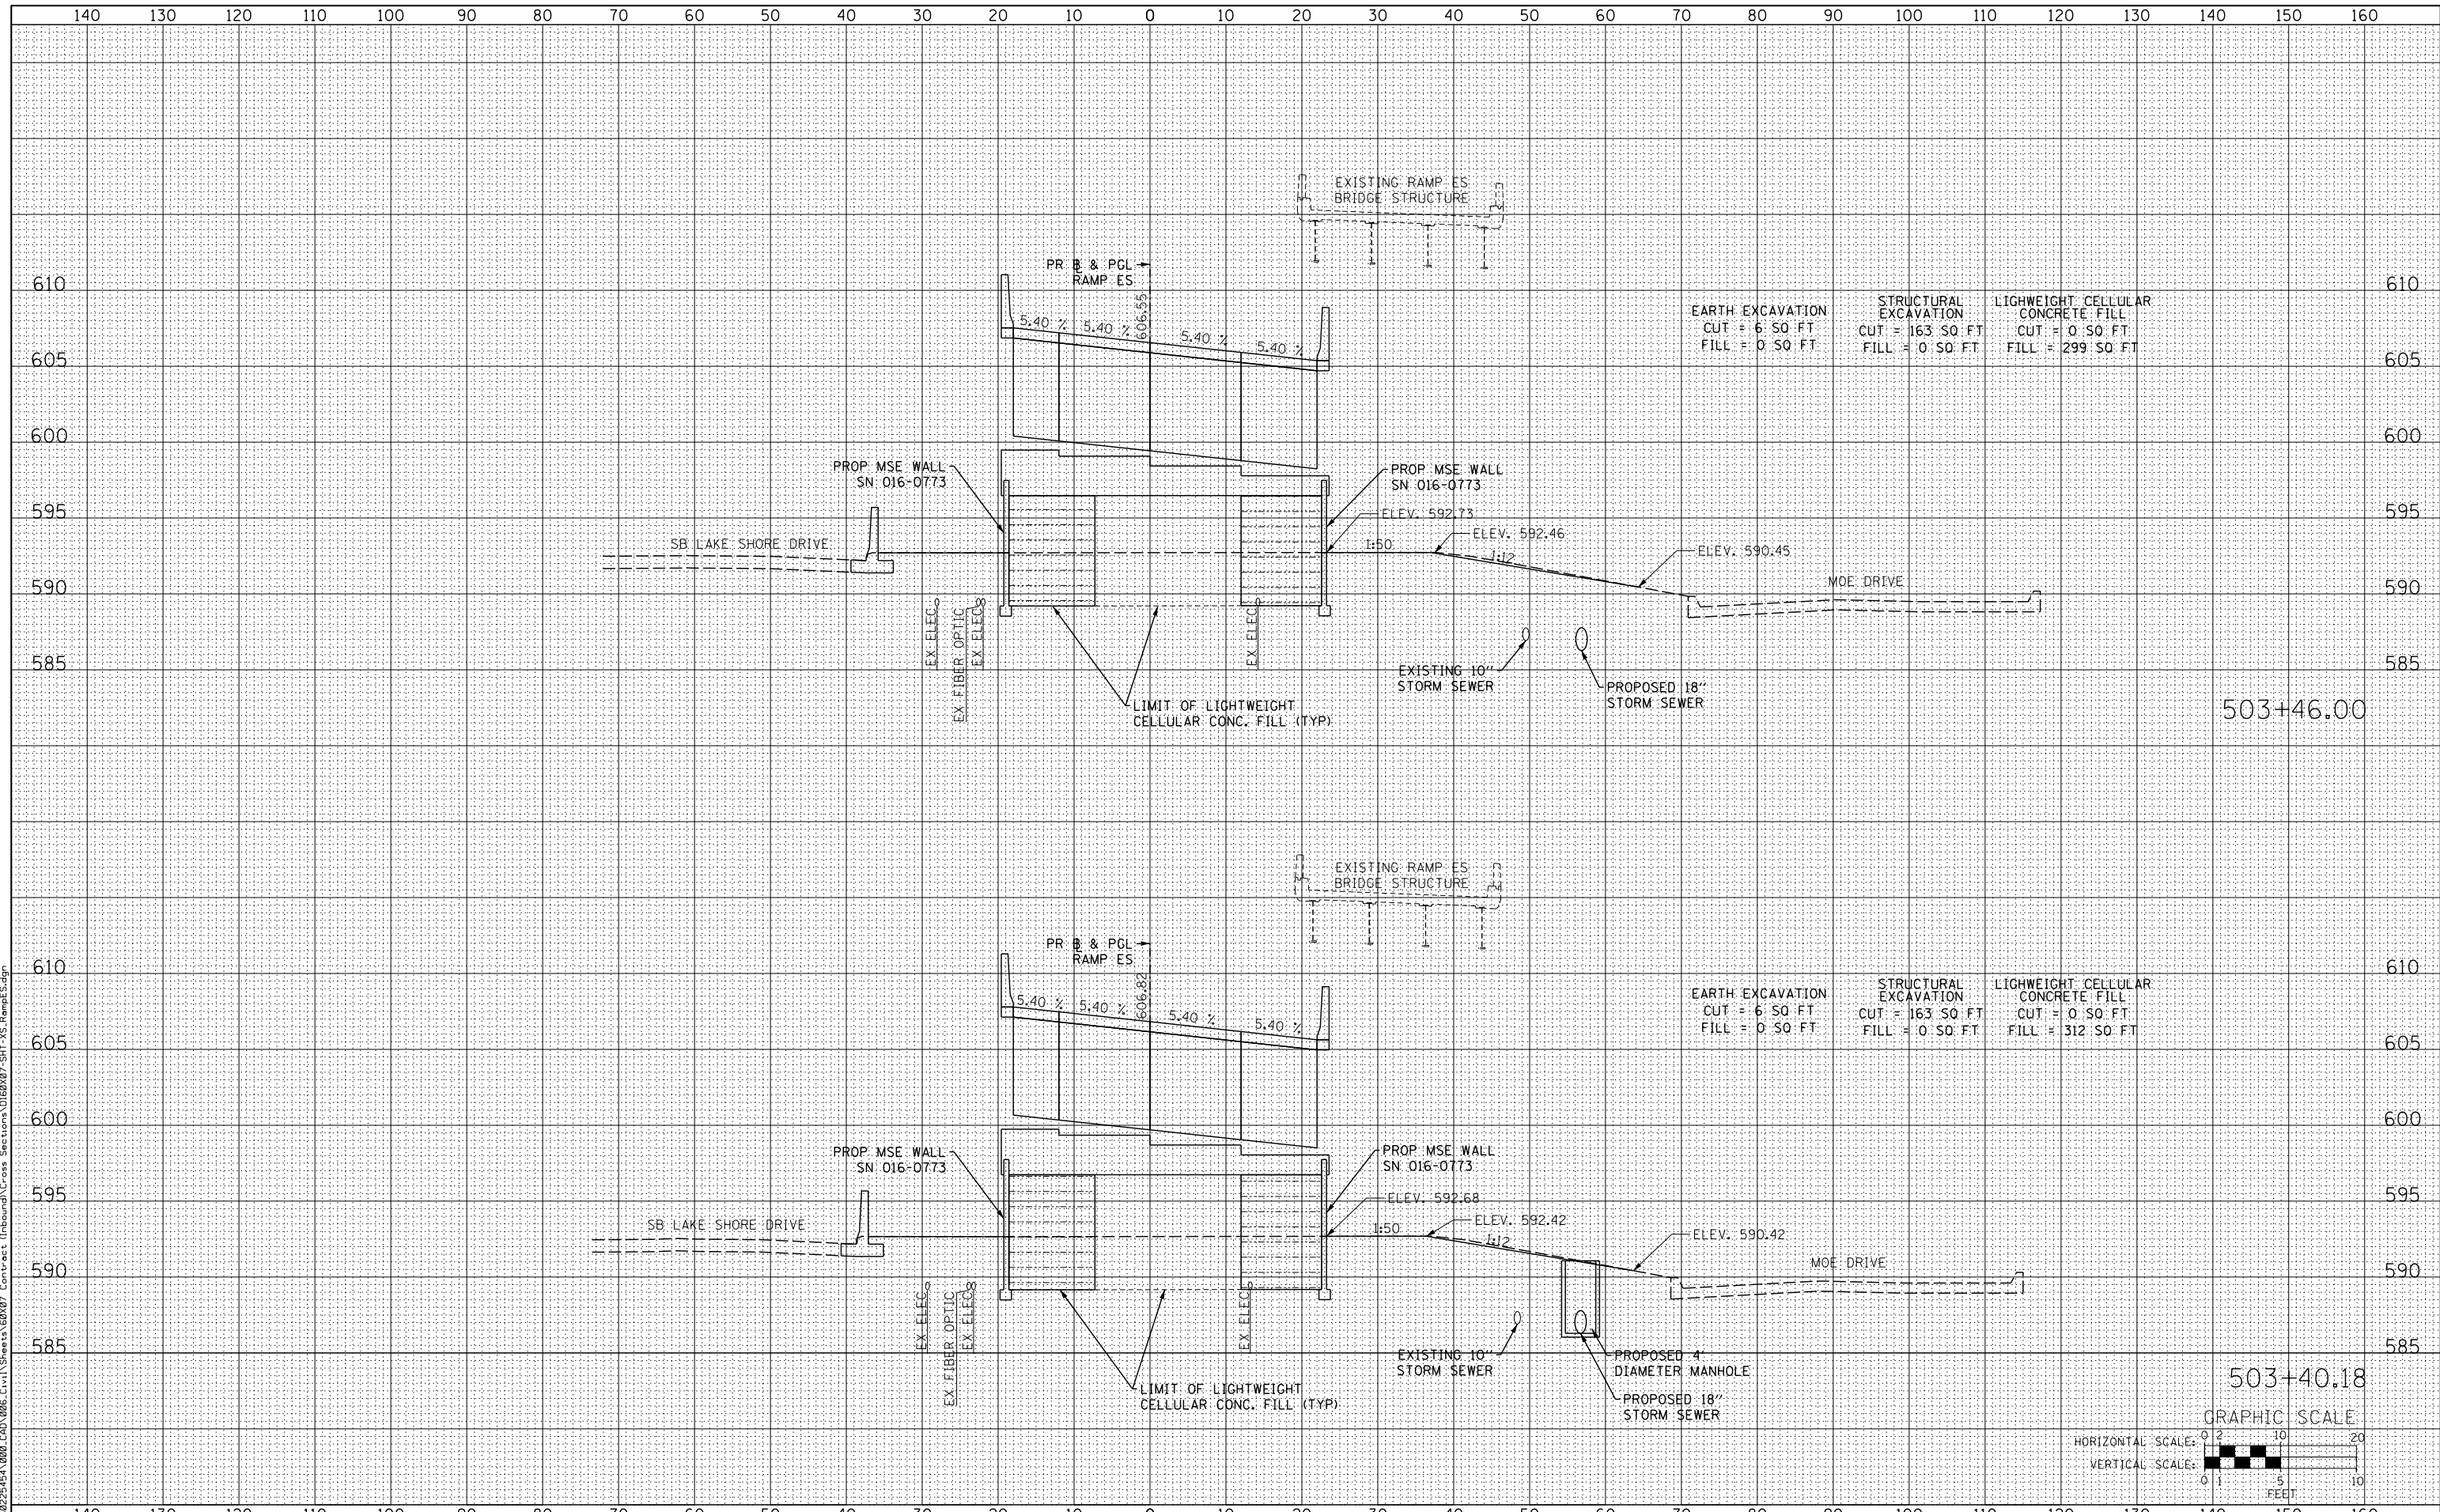 140 130 120 110 100 90 80 70 60 50 40 30 20 10 0 10 20 30 40 50 60 70 80 90 100 110 120 130 140 150 160
EXISTING RAMP ES
BRIDGE STRUCTURE
PR BL & PGL
RAMP ES
606.55
610
610
5.40 %
5.40 %
5.40 %
5.40 %
EARTH EXCAVATION
CUT = 6 SQ FT
FILL = 0 SQ FT
STRUCTURAL
EXCAVATION
CUT = 163 SQ FT
FILL = 0 SQ FT
LIGHWEIGHT CELLULAR
CONCRETE FILL
CUT = 0 SQ FT
FILL = 299 SQ FT
605
605
600
600
PROP MSE WALL
SN 016-0773
PROP MSE WALL
SN 016-0773
595
595
ELEV. 592.73
ELEV. 592.46
SB LAKE SHORE DRIVE
1:50
1:12
ELEV. 590.45
590
590
MOE DRIVE
EX ELEC
EX FIBER OPTIC
EX ELEC
EX ELEC
585
585
EXISTING 10"
STORM SEWER
PROPOSED 18"
STORM SEWER
LIMIT OF LIGHTWEIGHT
CELLULAR CONC. FILL (TYP)
503+46.00
EXISTING RAMP ES
BRIDGE STRUCTURE
PR BL & PGL
RAMP ES
606.82
610
610
5.40 %
5.40 %
5.40 %
5.40 %
EARTH EXCAVATION
CUT = 6 SQ FT
FILL = 0 SQ FT
STRUCTURAL
EXCAVATION
CUT = 163 SQ FT
FILL = 0 SQ FT
LIGHWEIGHT CELLULAR
CONCRETE FILL
CUT = 0 SQ FT
FILL = 312 SQ FT
605
605
600
600
PROP MSE WALL
SN 016-0773
PROP MSE WALL
SN 016-0773
595
595
ELEV. 592.68
ELEV. 592.42
SB LAKE SHORE DRIVE
1:50
1:12
ELEV. 590.42
590
590
MOE DRIVE
EX ELEC
EX FIBER OPTIC
EX ELEC
EX ELEC
585
585
EXISTING 10"
STORM SEWER
PROPOSED 4'
DIAMETER MANHOLE
PROPOSED 18"
STORM SEWER
LIMIT OF LIGHTWEIGHT
CELLULAR CONC. FILL (TYP)
503+40.18
GRAPHIC SCALE
HORIZONTAL SCALE: 0 2 10 20
VERTICAL SCALE: 0 1 5 10
FEET
140 130 120 110 100 90 80 70 60 50 40 30 20 10 0 10 20 30 40 50 60 70 80 90 100 110 120 130 140 150 160